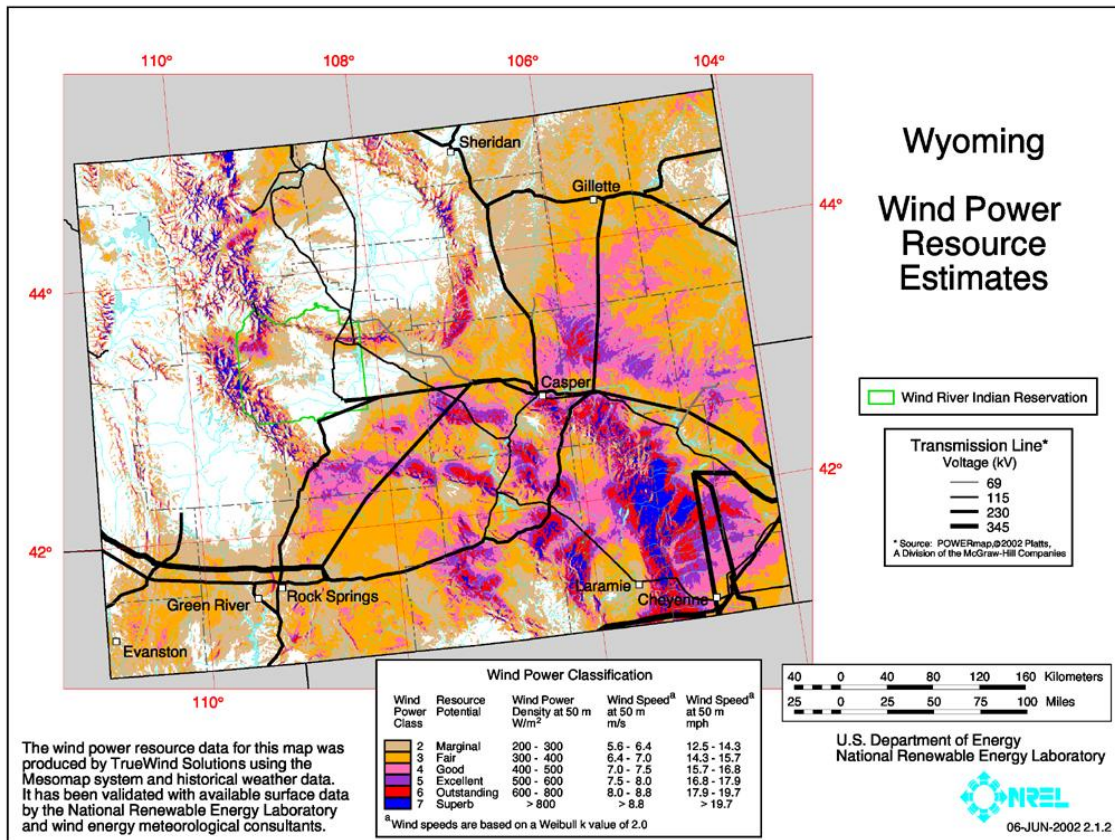 110°
108°
106°
104°
Wyoming
Wind Power
Resource
Estimates
Sheridan
Gillette
44°
44°
Casper
Wind River Indian Reservation
Transmission Line*
Voltage (kV)
69
115
230
345
* Source: POWERmap,©2002 Platts,
A Division of the McGraw-Hill Companies
42°
42°
Laramie
Cheyenne
Green River
Rock Springs
Evanston
110°
Wind Power Classification
Wind Power Class Resource Potential Wind Power Density at 50 m W/m² Wind Speedᵃ at 50 m m/s Wind Speedᵃ at 50 m mph
2 Marginal 200 - 300 5.6 - 6.4 12.5 - 14.3
3 Fair 300 - 400 6.4 - 7.0 14.3 - 15.7
4 Good 400 - 500 7.0 - 7.5 15.7 - 16.8
5 Excellent 500 - 600 7.5 - 8.0 16.8 - 17.9
6 Outstanding 600 - 800 8.0 - 8.8 17.9 - 19.7
7 Superb > 800 > 8.8 > 19.7
ᵃ Wind speeds are based on a Weibull k value of 2.0
40 0 40 80 120 160 Kilometers
25 0 25 50 75 100 Miles
The wind power resource data for this map was
produced by TrueWind Solutions using the
Mesomap system and historical weather data.
It has been validated with available surface data
by the National Renewable Energy Laboratory
and wind energy meteorological consultants.
U.S. Department of Energy
National Renewable Energy Laboratory
NREL
06-JUN-2002 2.1.2